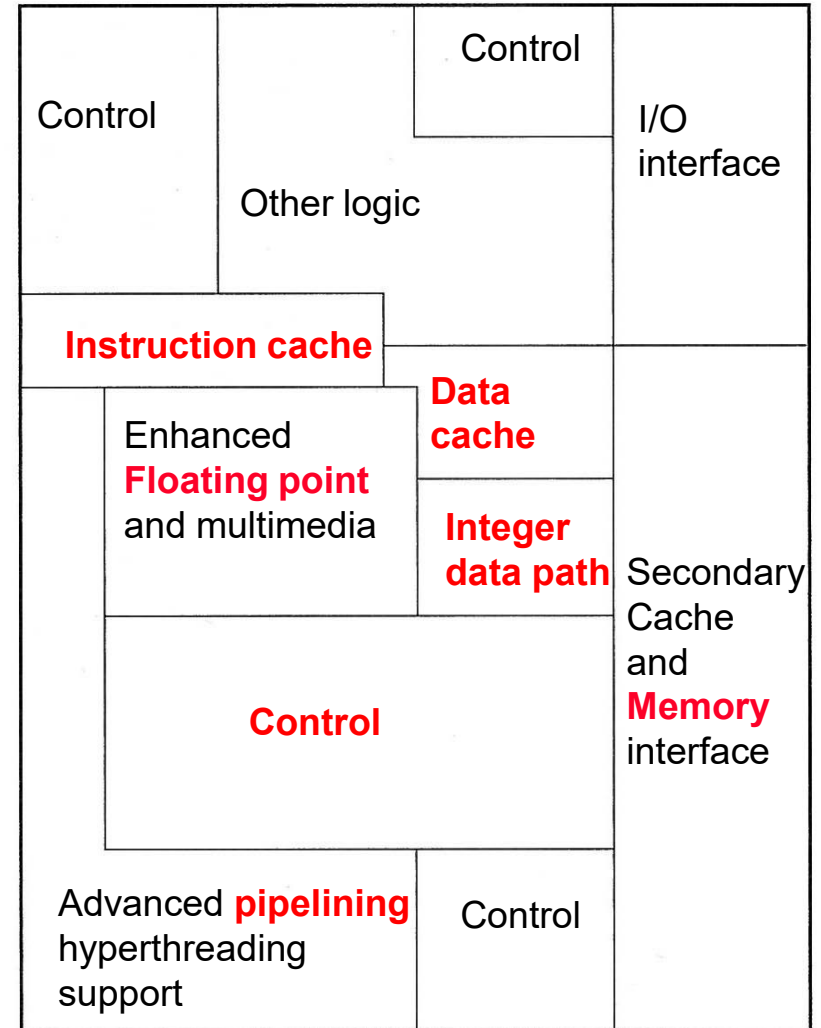 Control
Control
I/O
interface
Other logic
Instruction cache
Data
cache
Enhanced
Floating point
and multimedia
Integer
data path
Secondary
Cache
and
Memory
interface
Control
Advanced pipelining
hyperthreading
support
Control